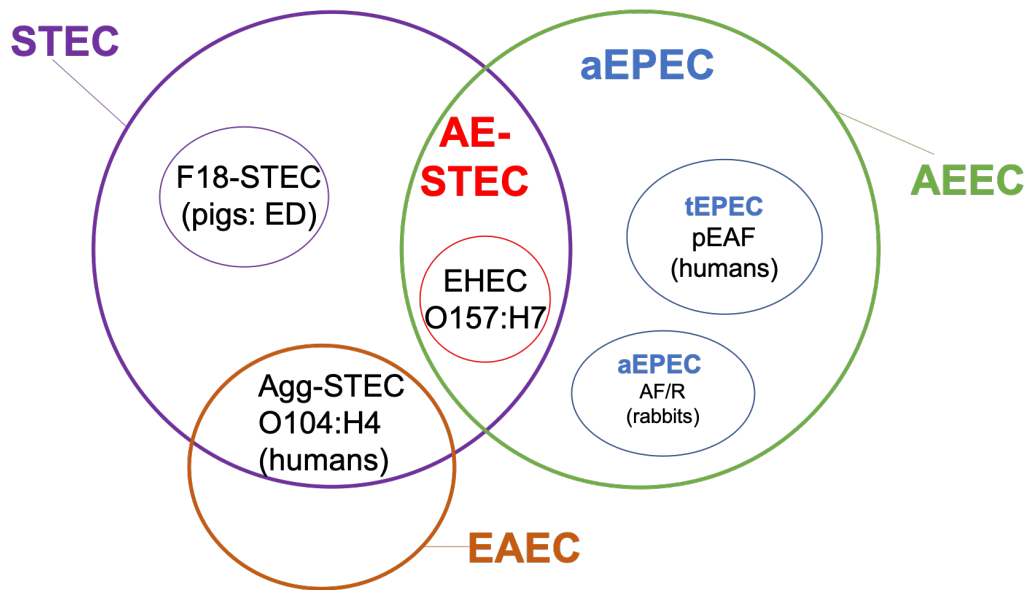 STEC
aEPEC
AE-
STEC
AEEC
F18-STEC
(pigs: ED)
tEPEC
pEAF
(humans)
EHEC
O157:H7
aEPEC
AF/R
(rabbits)
Agg-STEC
O104:H4
(humans)
EAEC